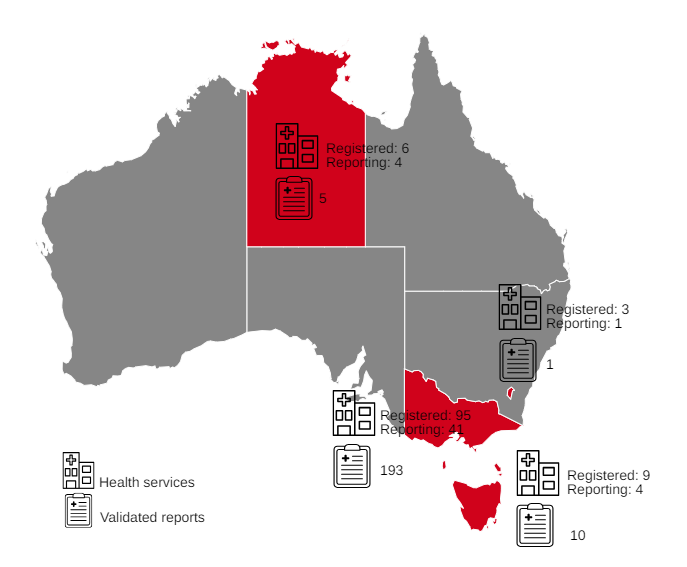 Registered: 6
Reporting: 4
5
Registered: 3
Reporting: 1
1
Registered: 95
Reporting: 41
193
Registered: 9
Reporting: 4
10
Health services
Validated reports